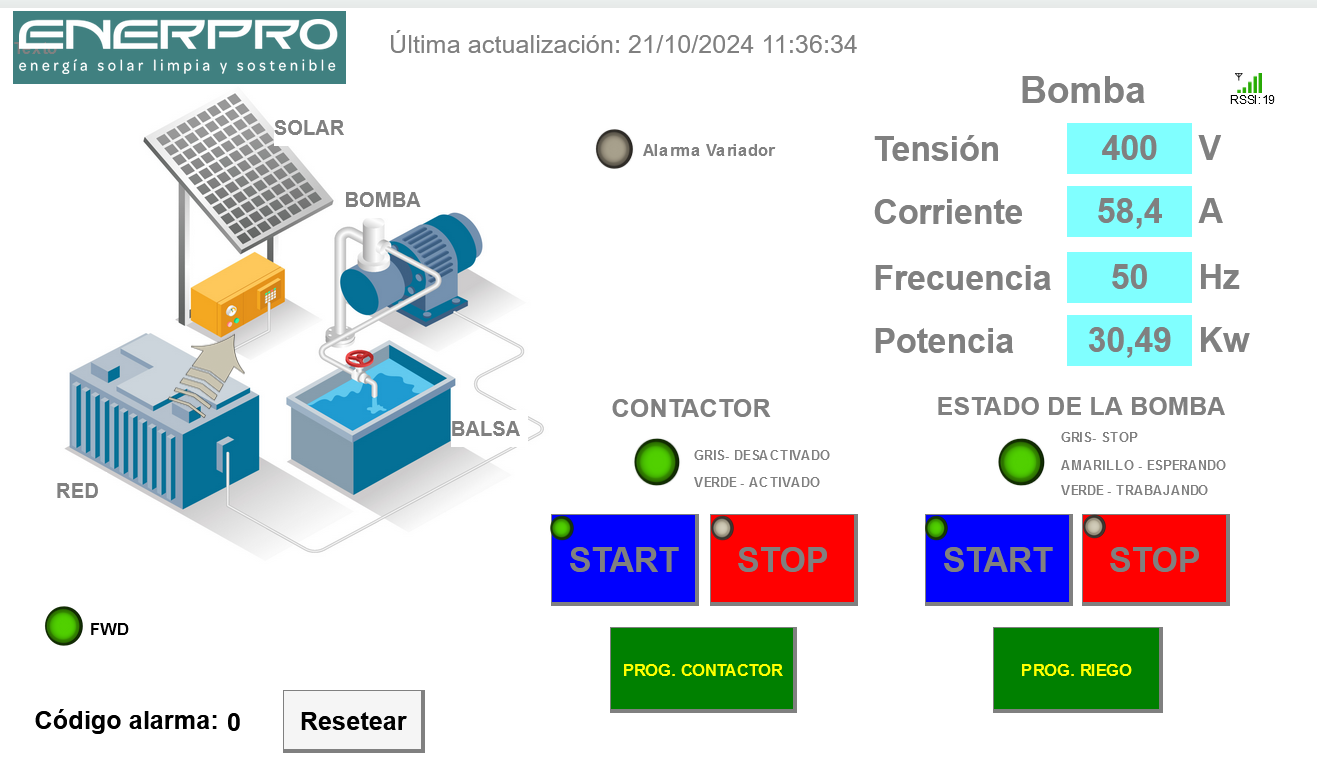 ENERPRO
Texto
energía solar limpia y sostenible
Última actualización: 21/10/2024 11:36:34
Bomba
RSSI: 19
SOLAR
Alarma Variador
Tensión 400 V
BOMBA
Corriente 58,4 A
Frecuencia 50 Hz
Potencia 30,49 Kw
CONTACTOR
ESTADO DE LA BOMBA
BALSA
GRIS- DESACTIVADO
VERDE - ACTIVADO
GRIS- STOP
AMARILLO - ESPERANDO
VERDE - TRABAJANDO
RED
START
STOP
START
STOP
FWD
PROG. CONTACTOR
PROG. RIEGO
Código alarma: 0
Resetear